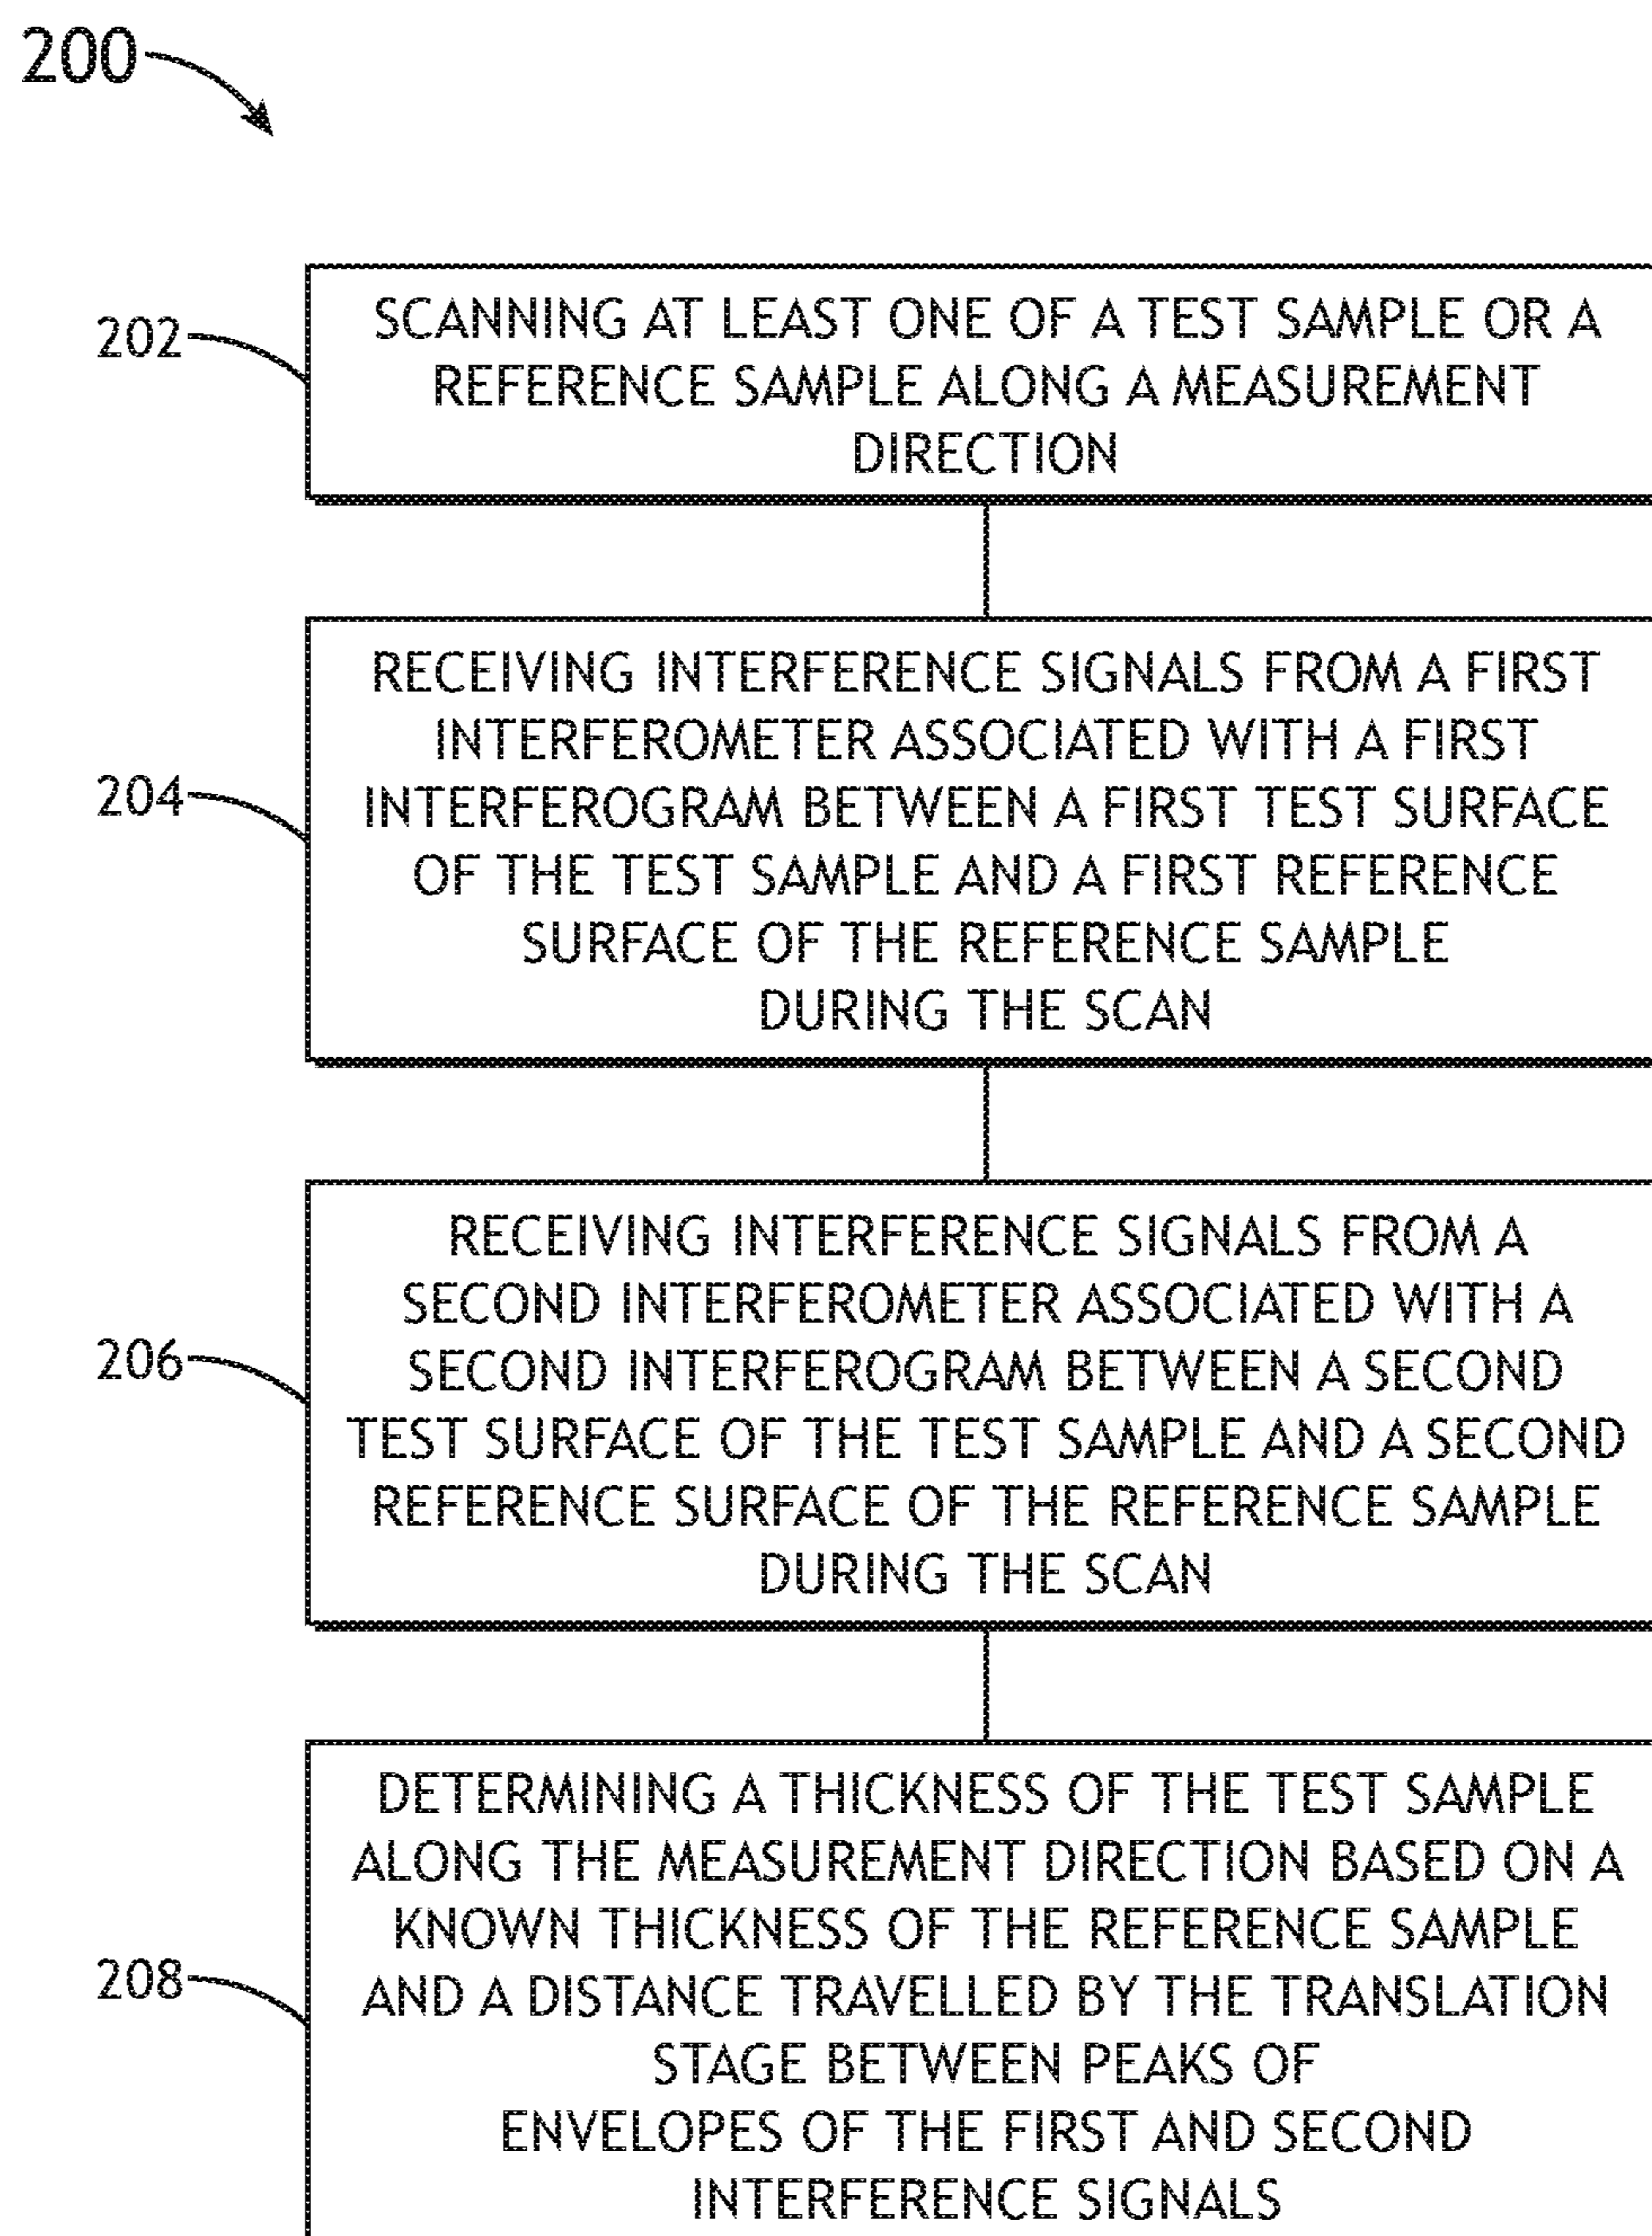 200
202
SCANNING AT LEAST ONE OF A TEST SAMPLE OR A
REFERENCE SAMPLE ALONG A MEASUREMENT
DIRECTION
204
RECEIVING INTERFERENCE SIGNALS FROM A FIRST
INTERFEROMETER ASSOCIATED WITH A FIRST
INTERFEROGRAM BETWEEN A FIRST TEST SURFACE
OF THE TEST SAMPLE AND A FIRST REFERENCE
SURFACE OF THE REFERENCE SAMPLE
DURING THE SCAN
206
RECEIVING INTERFERENCE SIGNALS FROM A
SECOND INTERFEROMETER ASSOCIATED WITH A
SECOND INTERFEROGRAM BETWEEN A SECOND
TEST SURFACE OF THE TEST SAMPLE AND A SECOND
REFERENCE SURFACE OF THE REFERENCE SAMPLE
DURING THE SCAN
208
DETERMINING A THICKNESS OF THE TEST SAMPLE
ALONG THE MEASUREMENT DIRECTION BASED ON A
KNOWN THICKNESS OF THE REFERENCE SAMPLE
AND A DISTANCE TRAVELLED BY THE TRANSLATION
STAGE BETWEEN PEAKS OF
ENVELOPES OF THE FIRST AND SECOND
INTERFERENCE SIGNALS